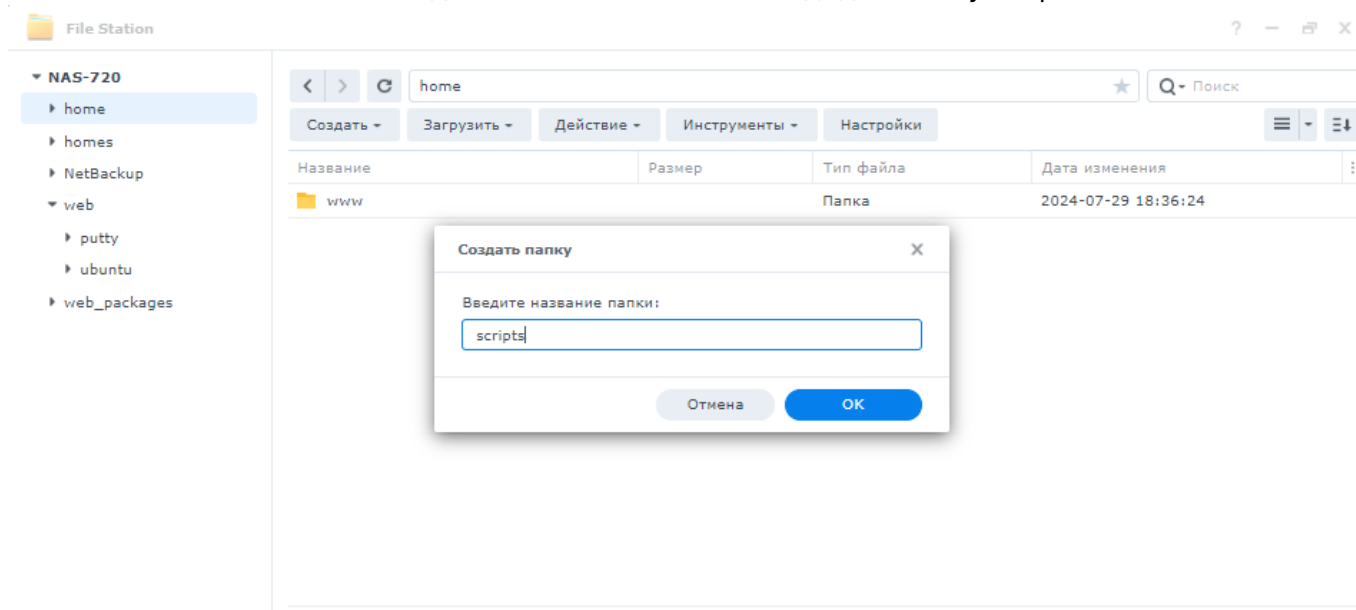 File Station
NAS-720
home
homes
NetBackup
web
putty
ubuntu
web_packages
home
Поиск
Создать Загрузить Действие Инструменты Настройки
Название Размер Тип файла Дата изменения
www Папка 2024-07-29 18:36:24
Создать папку
Введите название папки:
scripts
Отмена OK